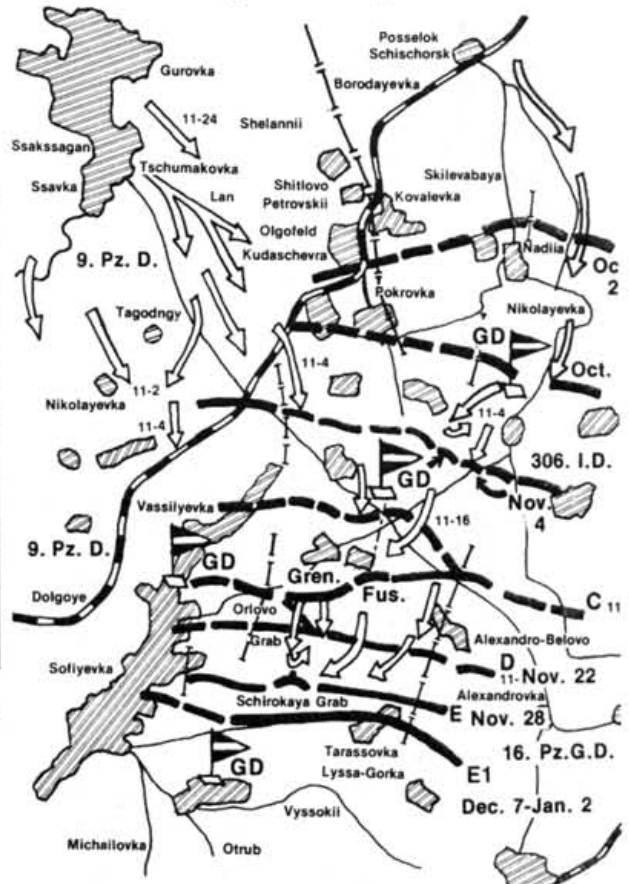 Posselok
Schischorsk
Gurovka
Borodayevka
11-24
Shelannii
Ssakssagan
Tschumakovka
Skilevabaya
Ssavka
Lan
Shitlovo
Petrovskii
Kovalevka
Olgofeld
Kudaschevra
9. Pz. D.
Nadiia
Oc
2
Pokrovka
Nikolayevka
Tagodngy
GD
11-4
Oct.
11-2
Nikolayevka
11-4
11-4
306. I.D.
GD
Nov.
4
Vassilyevka
11-16
9. Pz. D.
GD
Gren.
Fus.
Dolgoye
C 11
Orlovo
Grab
Alexandro-Belovo
D
11-
Nov. 22
Sofiyevka
Alexandrovka
Schirokaya Grab
E
Nov. 28
16. Pz.G.D.
Tarassovka
GD
Lyssa-Gorka
E1
Dec. 7-Jan. 2
Vyssokii
Michailovka
Otrub